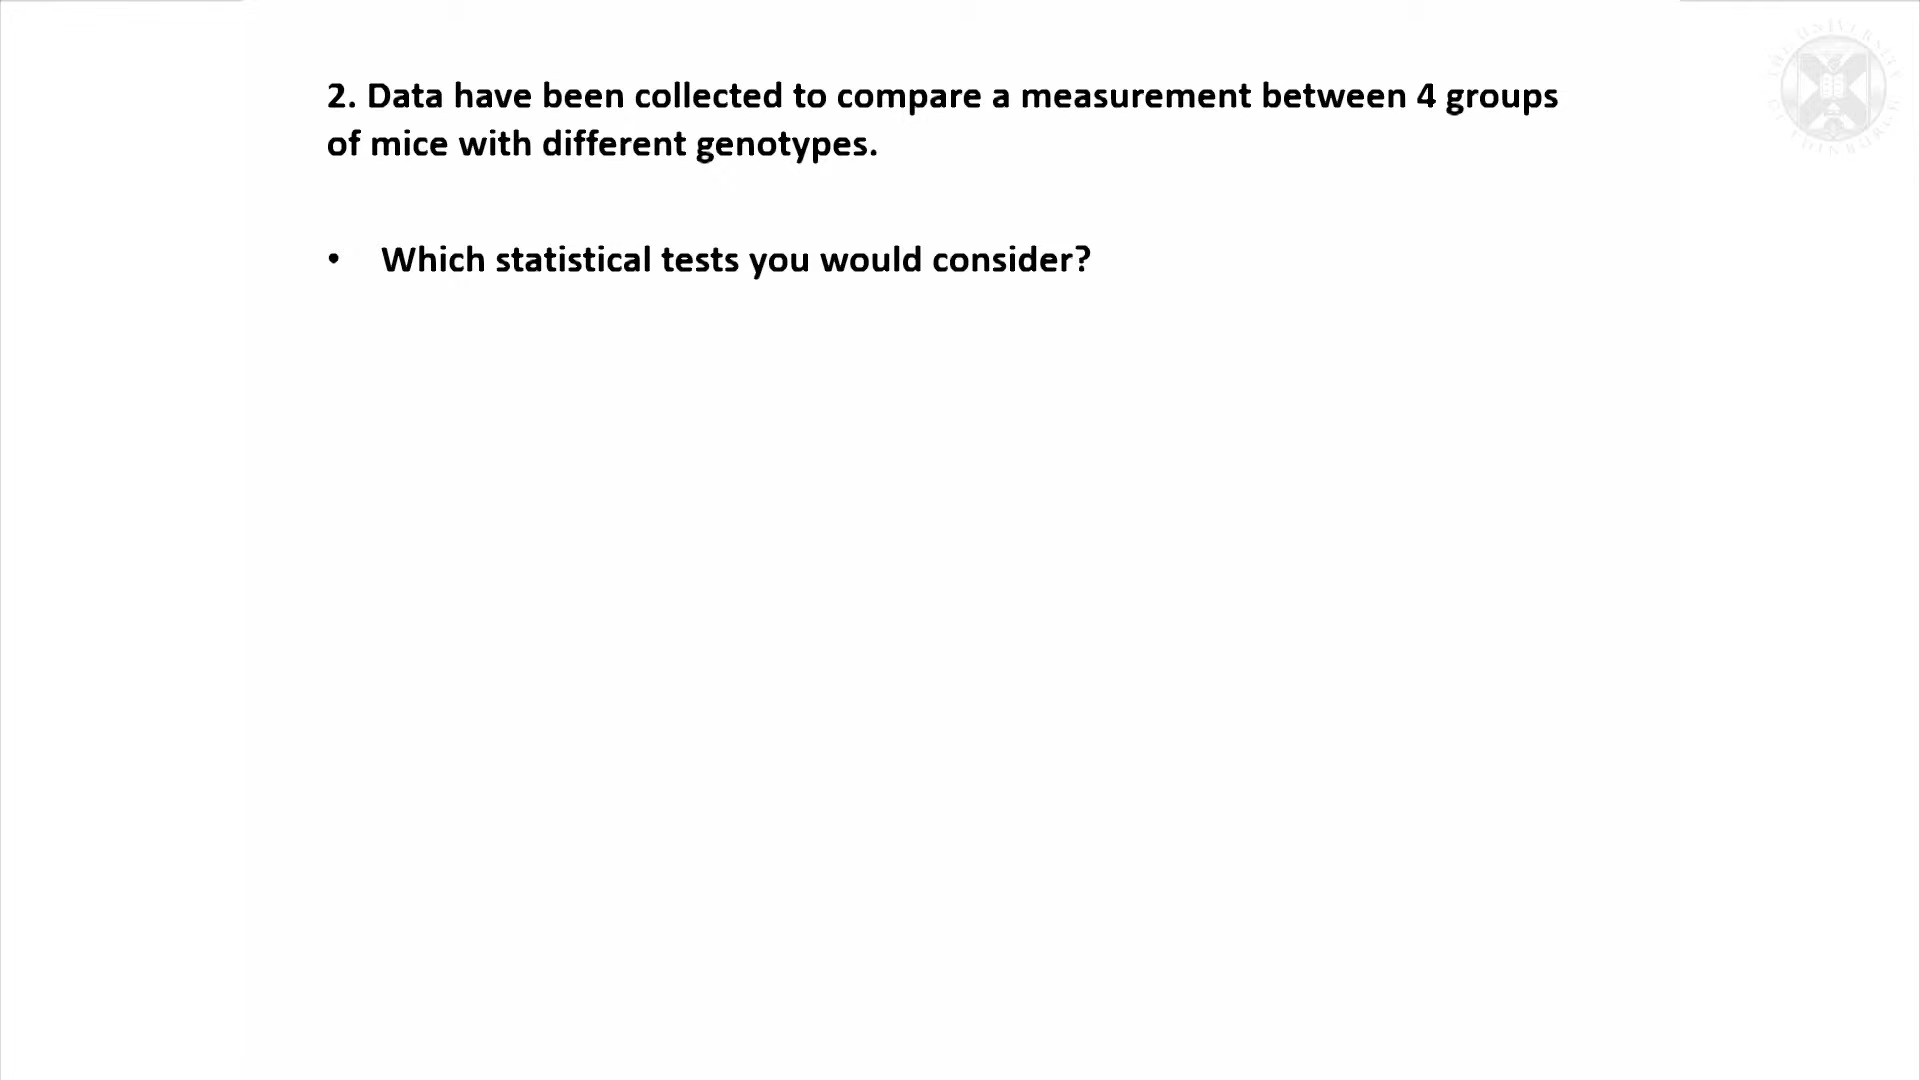 2. Data have been collected to compare a measurement between 4 groups
of mice with different genotypes.
• Which statistical tests you would consider?